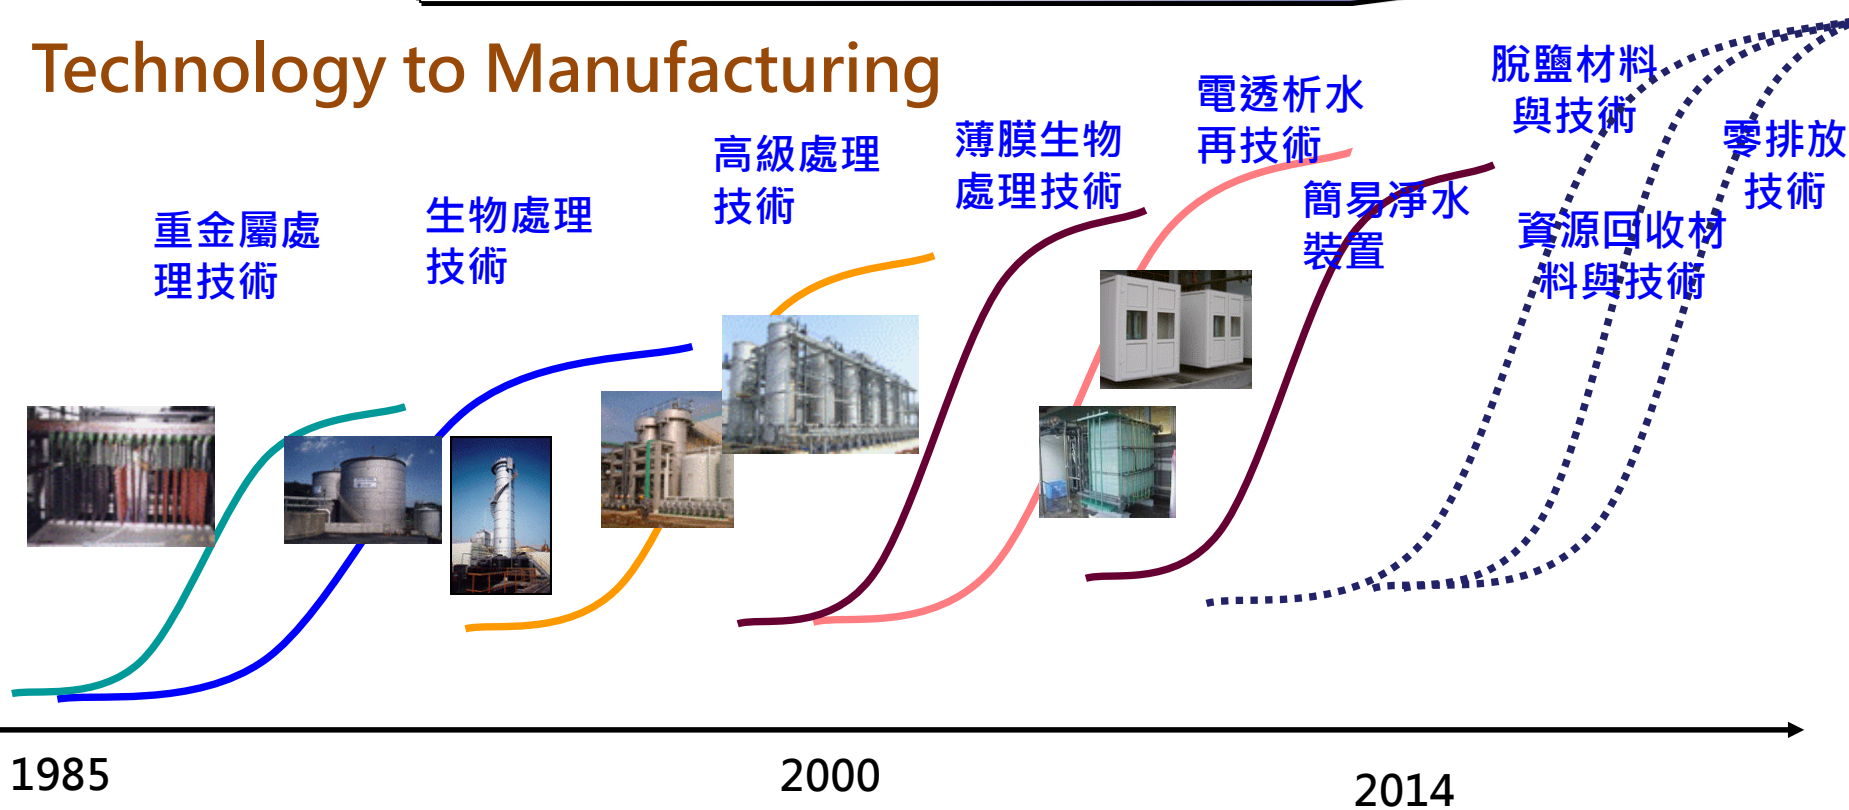 Technology to Manufacturing
重金屬處
理技術
生物處理
技術
高級處理
技術
薄膜生物
處理技術
電透析水
再技術
簡易淨水
裝置
脫鹽材料
與技術
資源回收材
料與技術
零排放
技術
1985
2000
2014